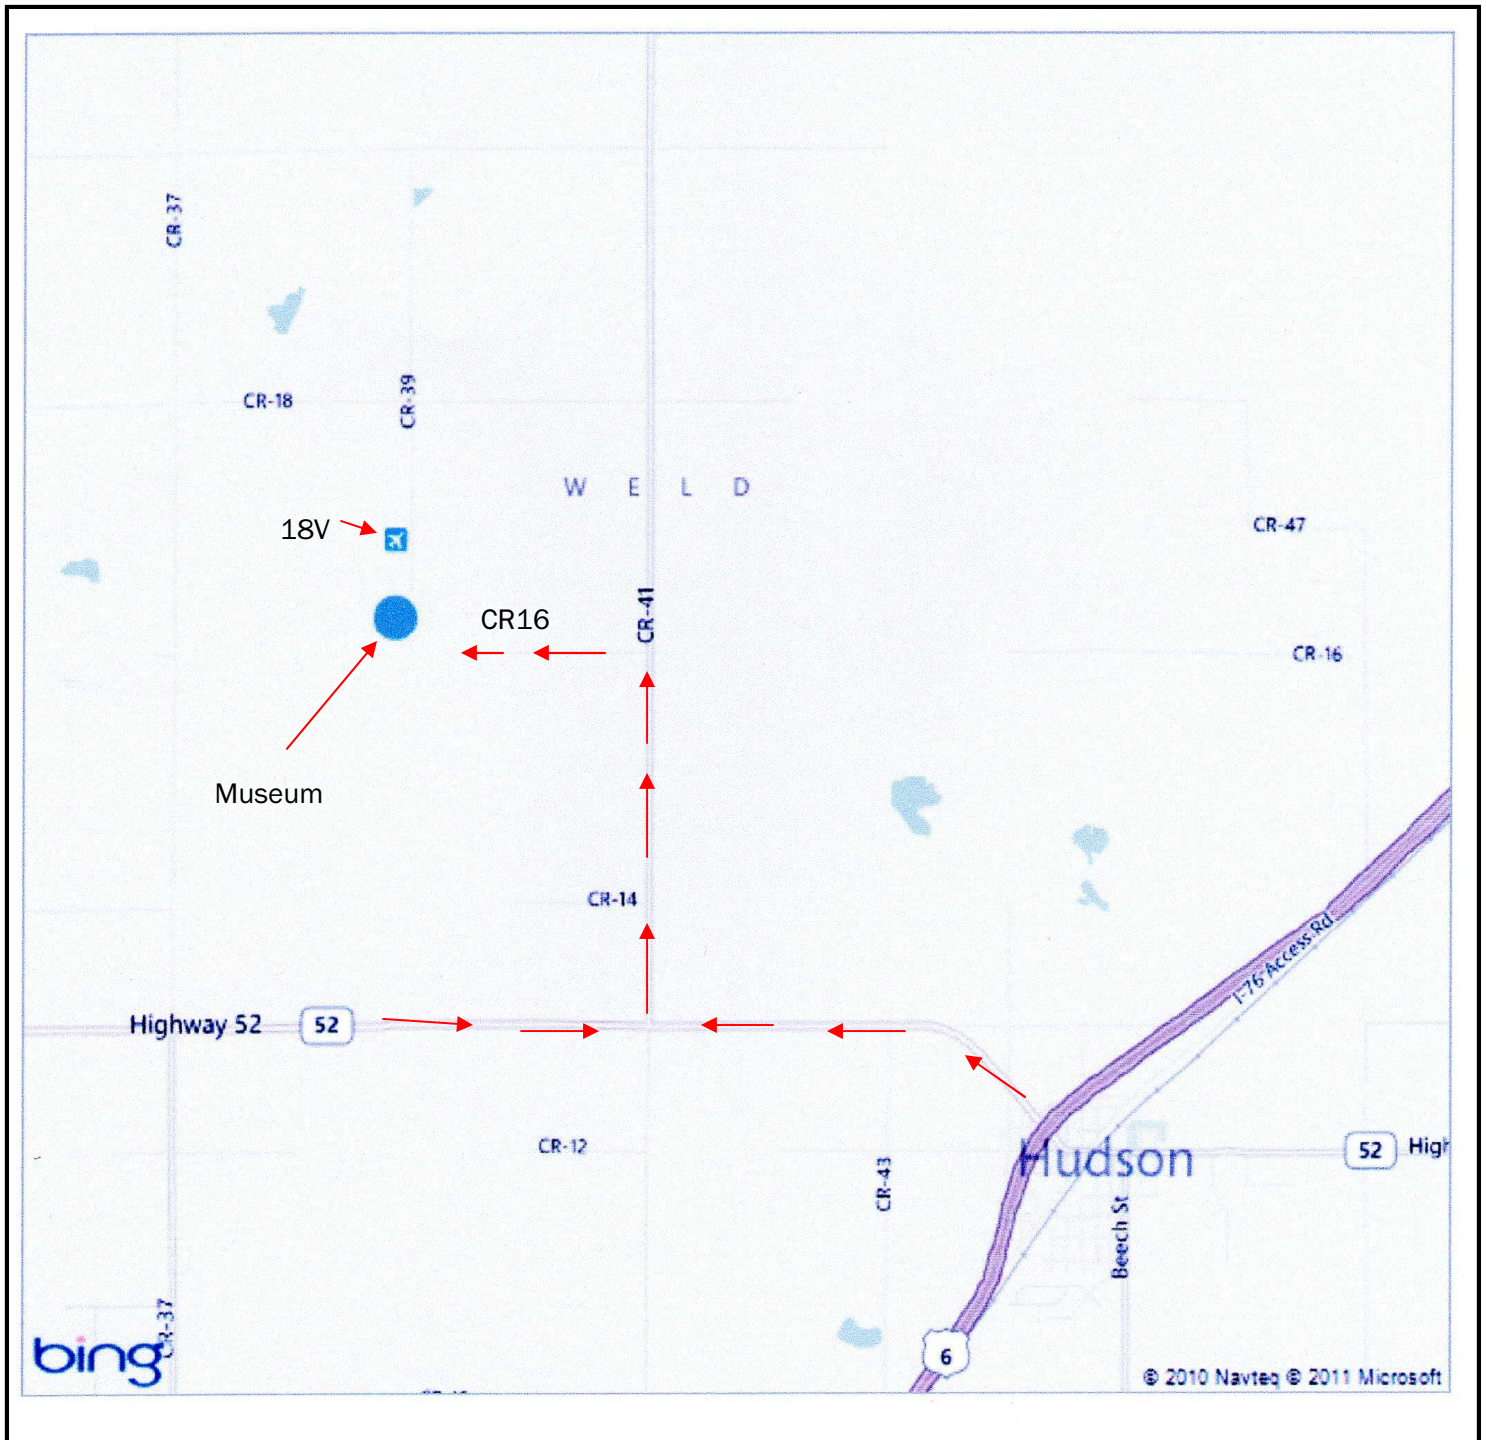 CR-37
CR-18
CR-39
W E L D
18V
CR-47
CR16
CR-41
CR-16
Museum
CR-14
I-76 Access Rd
Highway 52
52
CR-12
CR-43
Hudson
52
High
Beech St
CR-37
bing
6
© 2010 Navteq © 2011 Microsoft